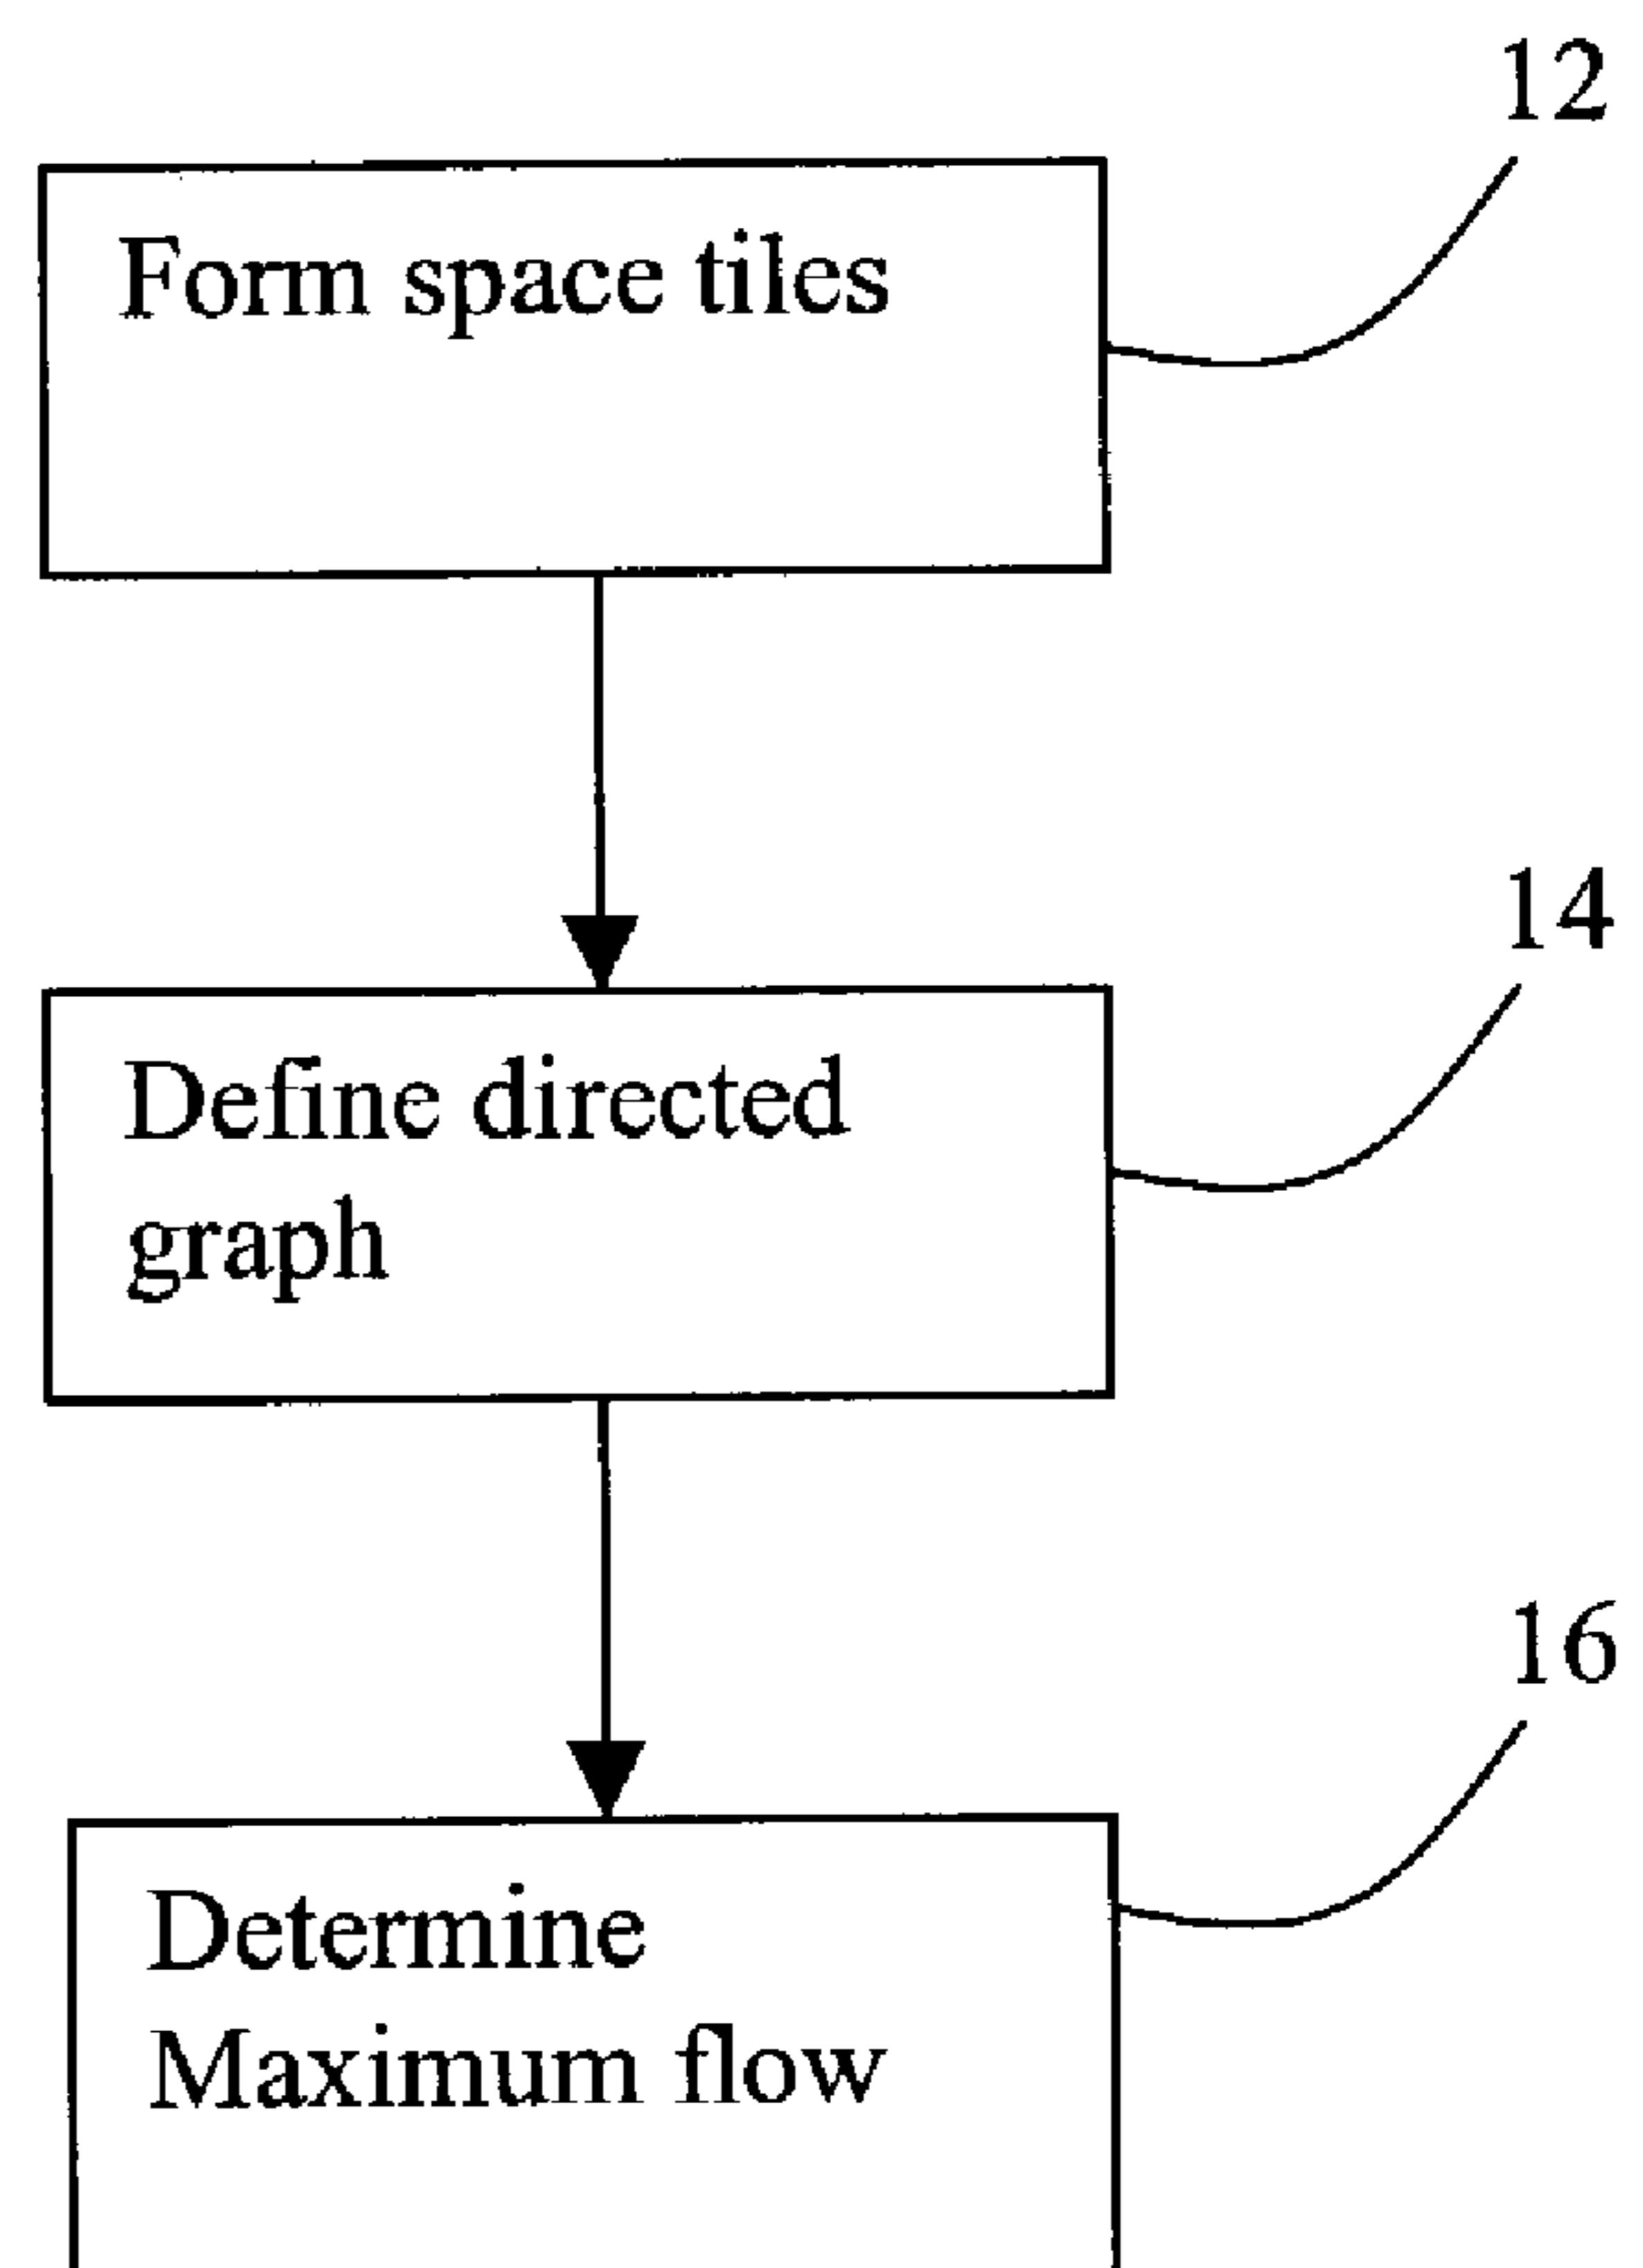 12
Form space tiles
14
Define directed
graph
16
Determine
Maximum flow